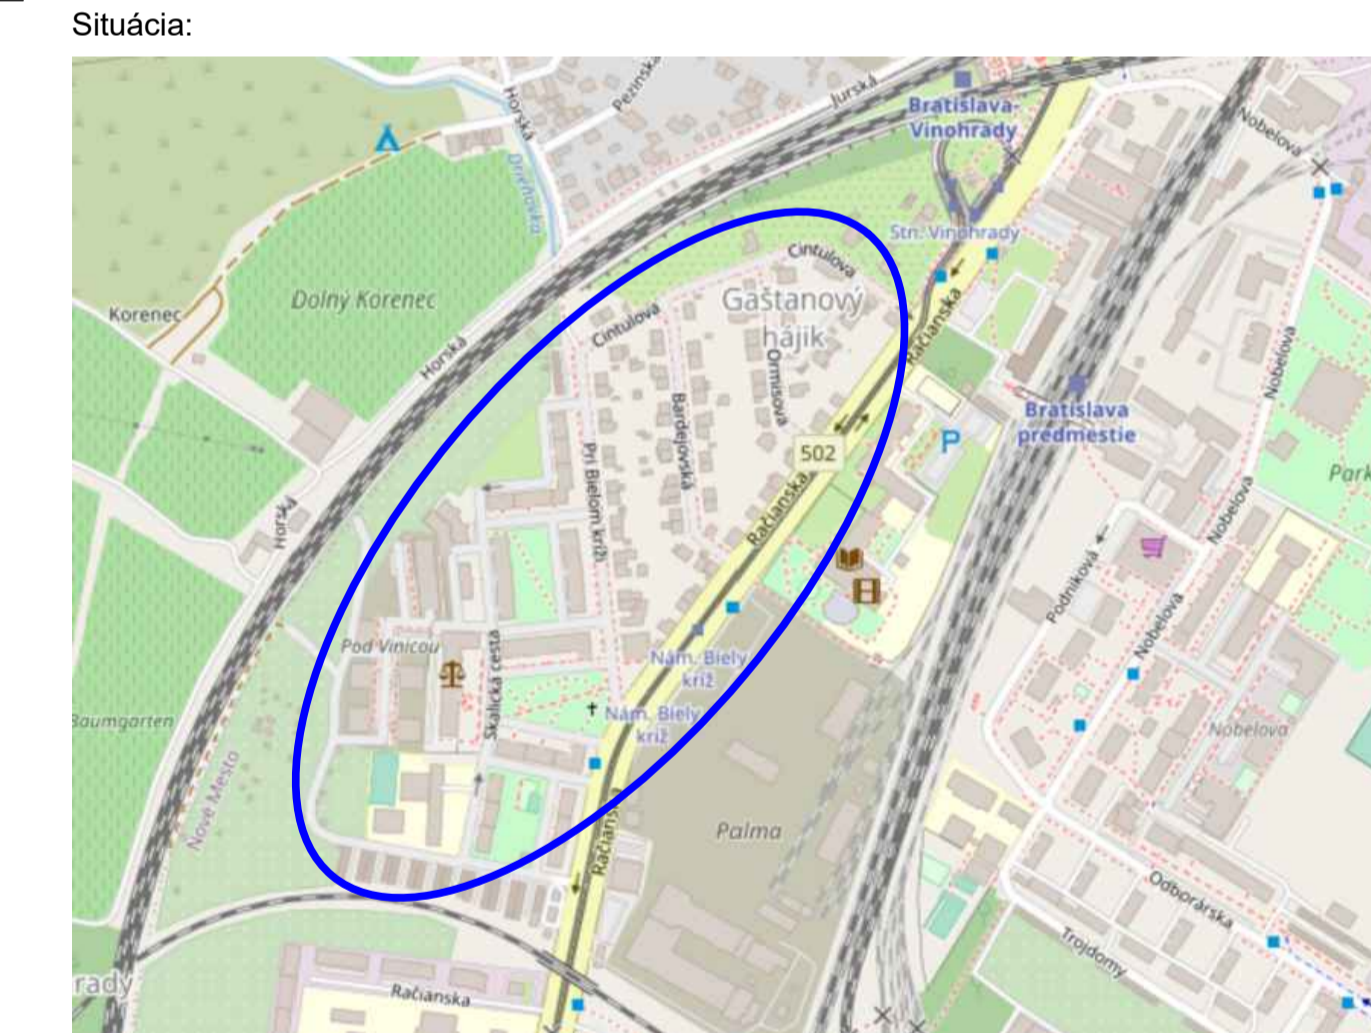 Situácia:
Horská
Pezinská
Jurská
Bratislava-
Vinohrady
Nobelova
Drieňovka
Stn. Vinohrady
Cintulova
Dolný Korenec
Gaštanový
hájik
Korenec
Cintulova
Račianska
Nobelova
Horská
Ormisova
Bardejovská
Bratislava
predmestie
P
502
Pri Bielom kríži
Park
Račianska
Horská
Nobelova
Podniková
Nobelova
Pod Vinicou
Skalická cesta
Nám. Biely
kríž
Nám. Biely
kríž
Baumgarten
Nobelova
Nové Mesto
Palma
Račianska
Odborárska
Trojdomy
rady
Račianska